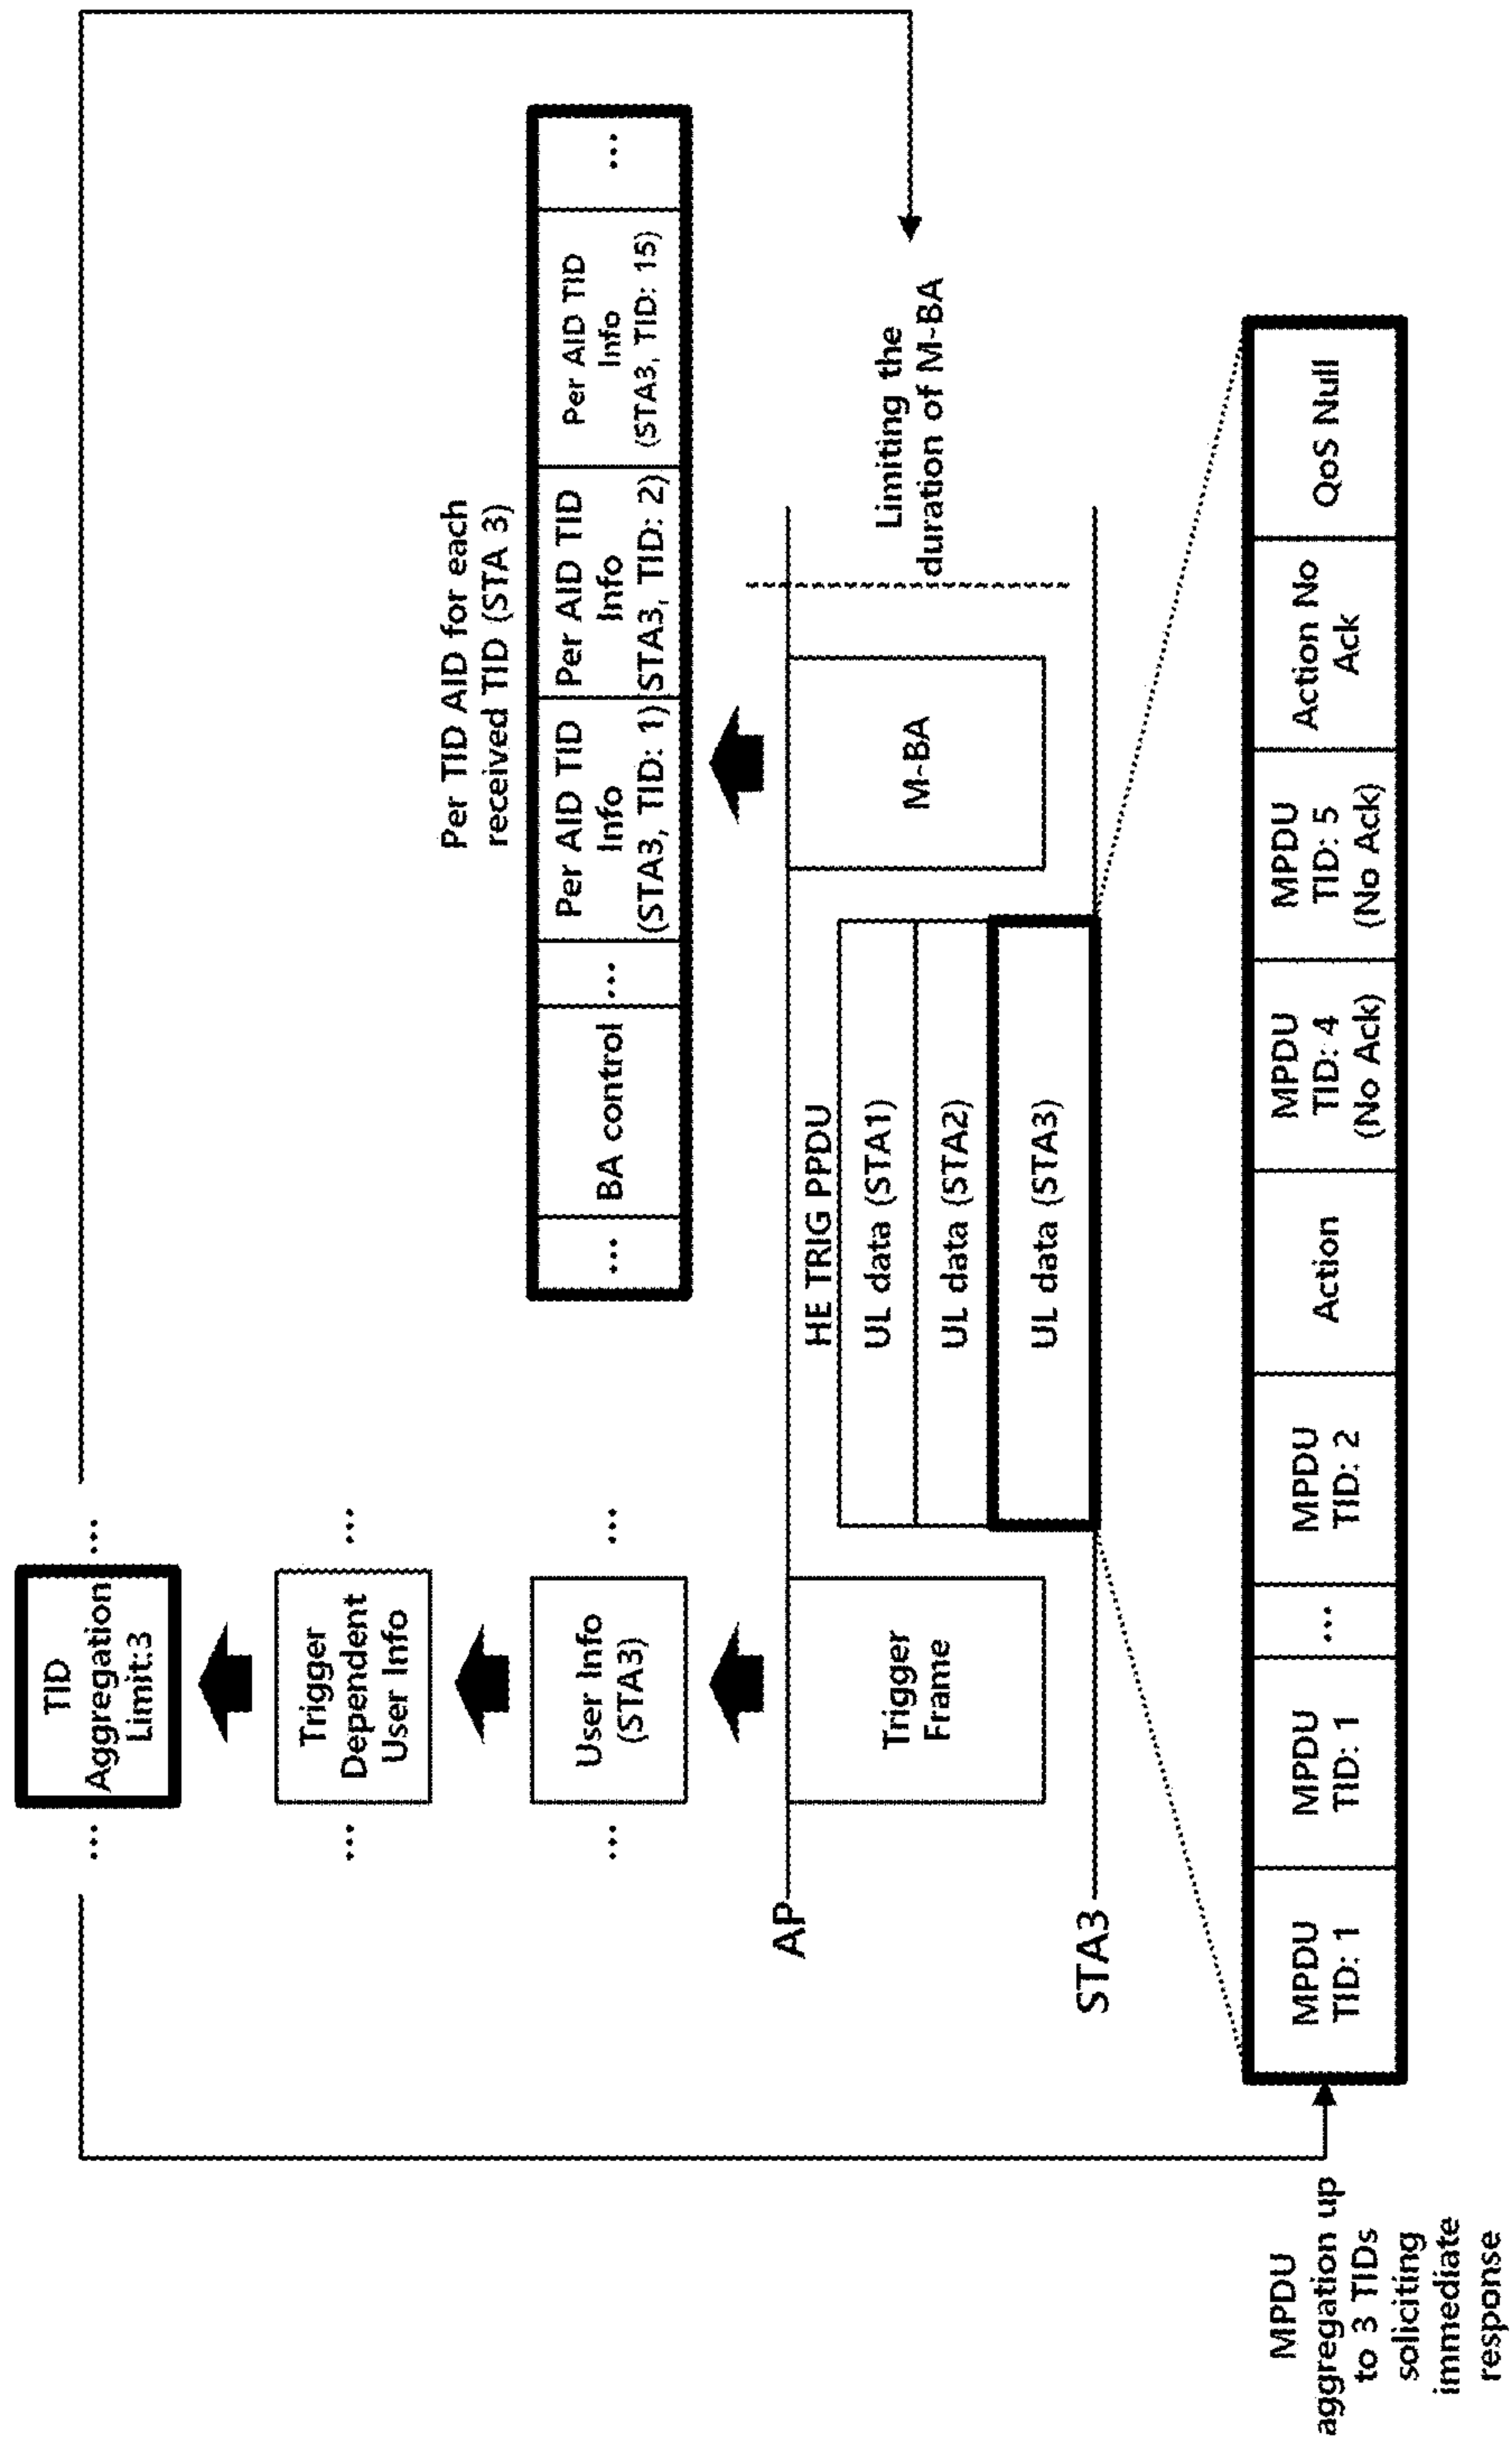 ...
TID
Aggregation
Limit:3
...
...
Trigger
Dependent
User Info
...
...
User Info
(STA3)
...
Per TID AID for each
received TID (STA 3)
...
BA control
...
Per AID TID
Info
(STA3, TID: 1)
Per AID TID
Info
STA3, TID: 2)
Per AID TID
Info
(STA3, TID: 15)
...
AP
Trigger
Frame
HE TRIG PPDU
UL data (STA1)
UL data (STA2)
UL data (STA3)
M-BA
Limiting the
duration of M-BA
STA3
MPDU
aggregation up
to 3 TIDs
soliciting
immediate
response
MPDU
TID: 1
MPDU
TID: 1
...
MPDU
TID: 2
Action
MPDU
TID: 4
(No Ack)
MPDU
TID: 5
(No Ack)
Action No
Ack
QoS Null